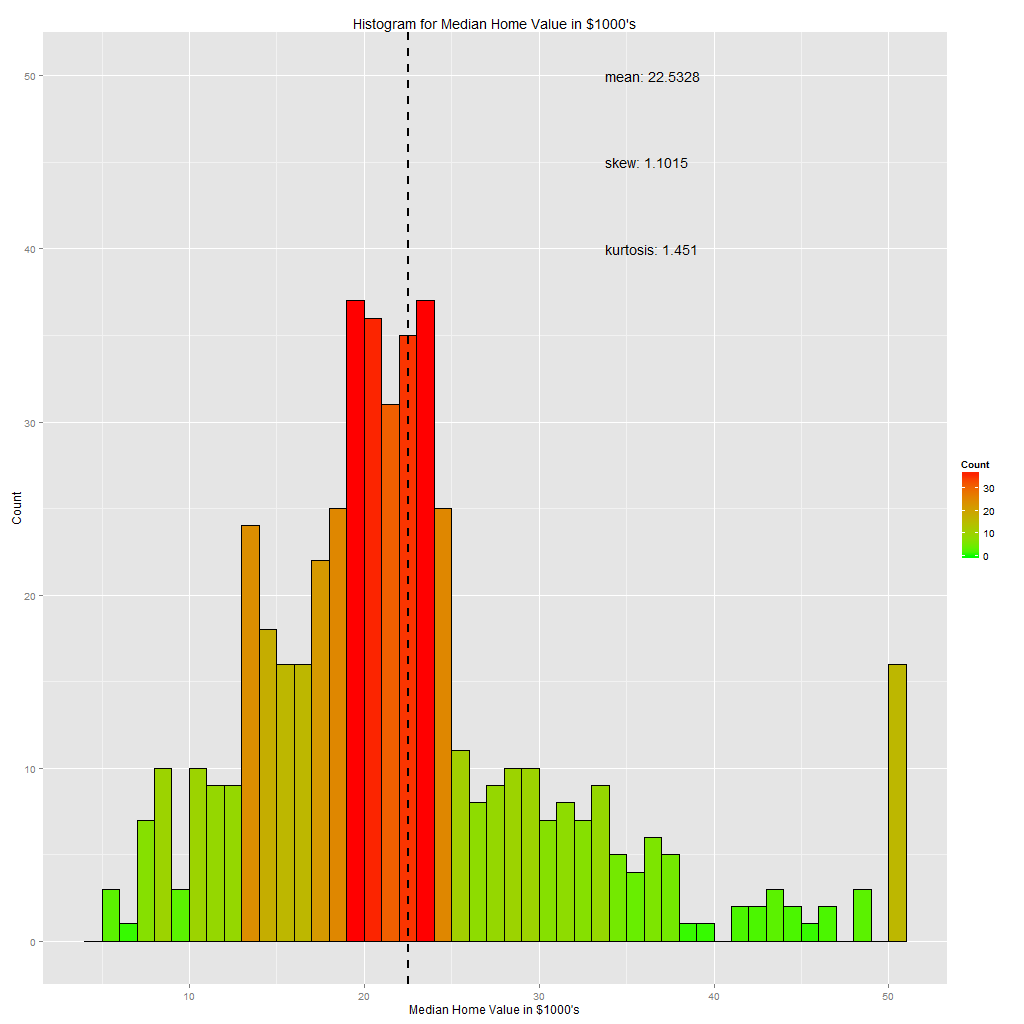 Histogram for Median Home Value in $1000's
mean: 22.5328
skew: 1.1015
kurtosis: 1.451
50
40
30
20
10
0
Count
10 20 30 40 50
Median Home Value in $1000's
Count
30
20
10
0